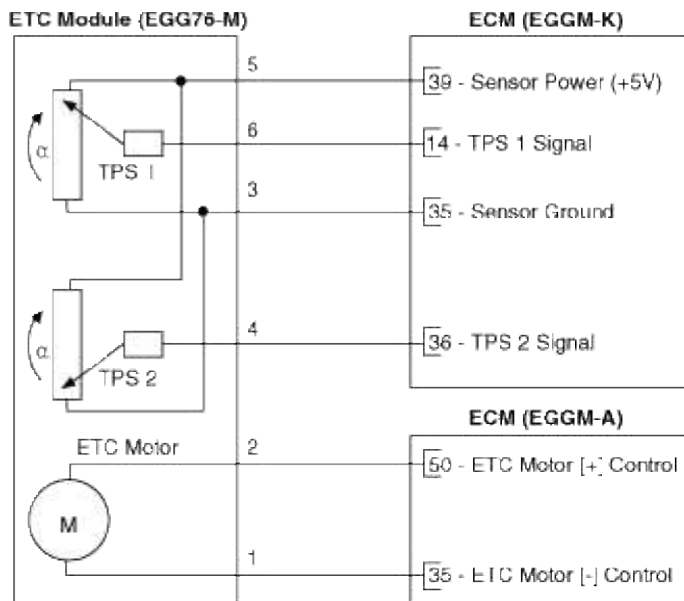 ETC Module (EGG76-M)
ECM (EGGM-K)
5
39 - Sensor Power (+5V)
6
14 - TPS 1 Signal
α
TPS 1
3
35 - Sensor Ground
4
36 - TPS 2 Signal
α
TPS 2
ECM (EGGM-A)
ETC Motor
2
50 - ETC Motor [+] Control
M
1
35 - ETC Motor [-] Control